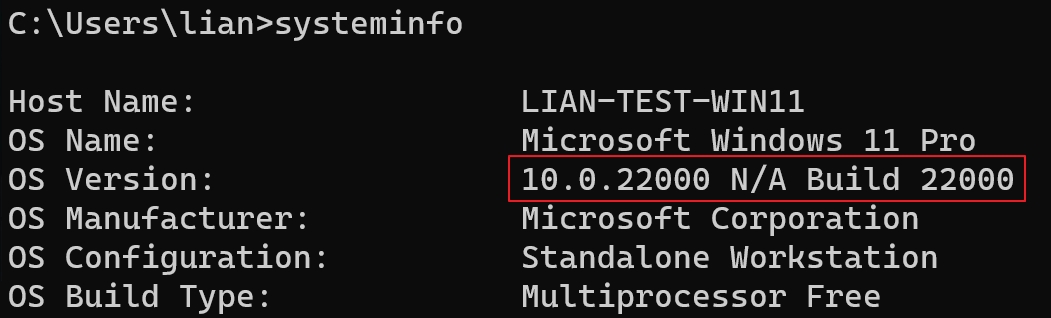 C:\Users\lian>systeminfo
Host Name: LIAN-TEST-WIN11
OS Name: Microsoft Windows 11 Pro
OS Version: 10.0.22000 N/A Build 22000
OS Manufacturer: Microsoft Corporation
OS Configuration: Standalone Workstation
OS Build Type: Multiprocessor Free